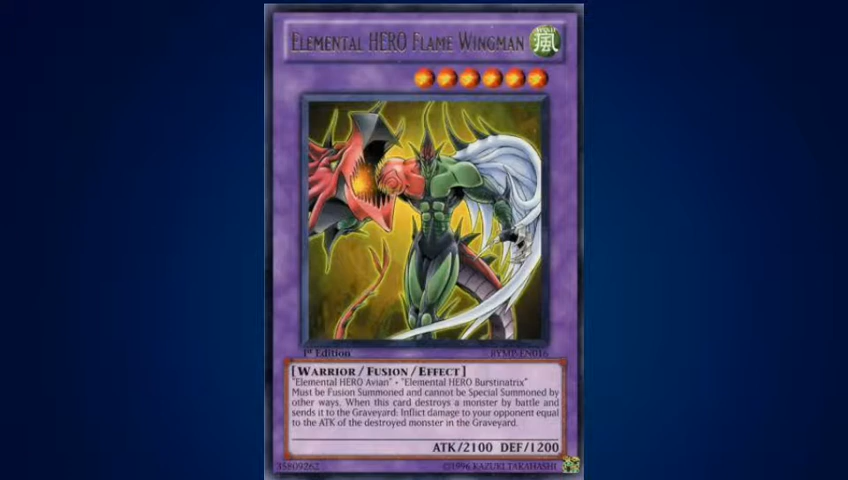 ELEMENTAL HERO FLAME WINGMAN
風
1st Edition
RYMP-EN016
[WARRIOR/FUSION/EFFECT]
"Elemental HERO Avian" + "Elemental HERO Burstinatrix"
Must be Fusion Summoned and cannot be Special Summoned by
other ways. When this card destroys a monster by battle and
sends it to the Graveyard: Inflict damage to your opponent equal
to the ATK of the destroyed monster in the Graveyard.
ATK/2100 DEF/1200
35809262
©1996 KAZUKI TAKAHASHI